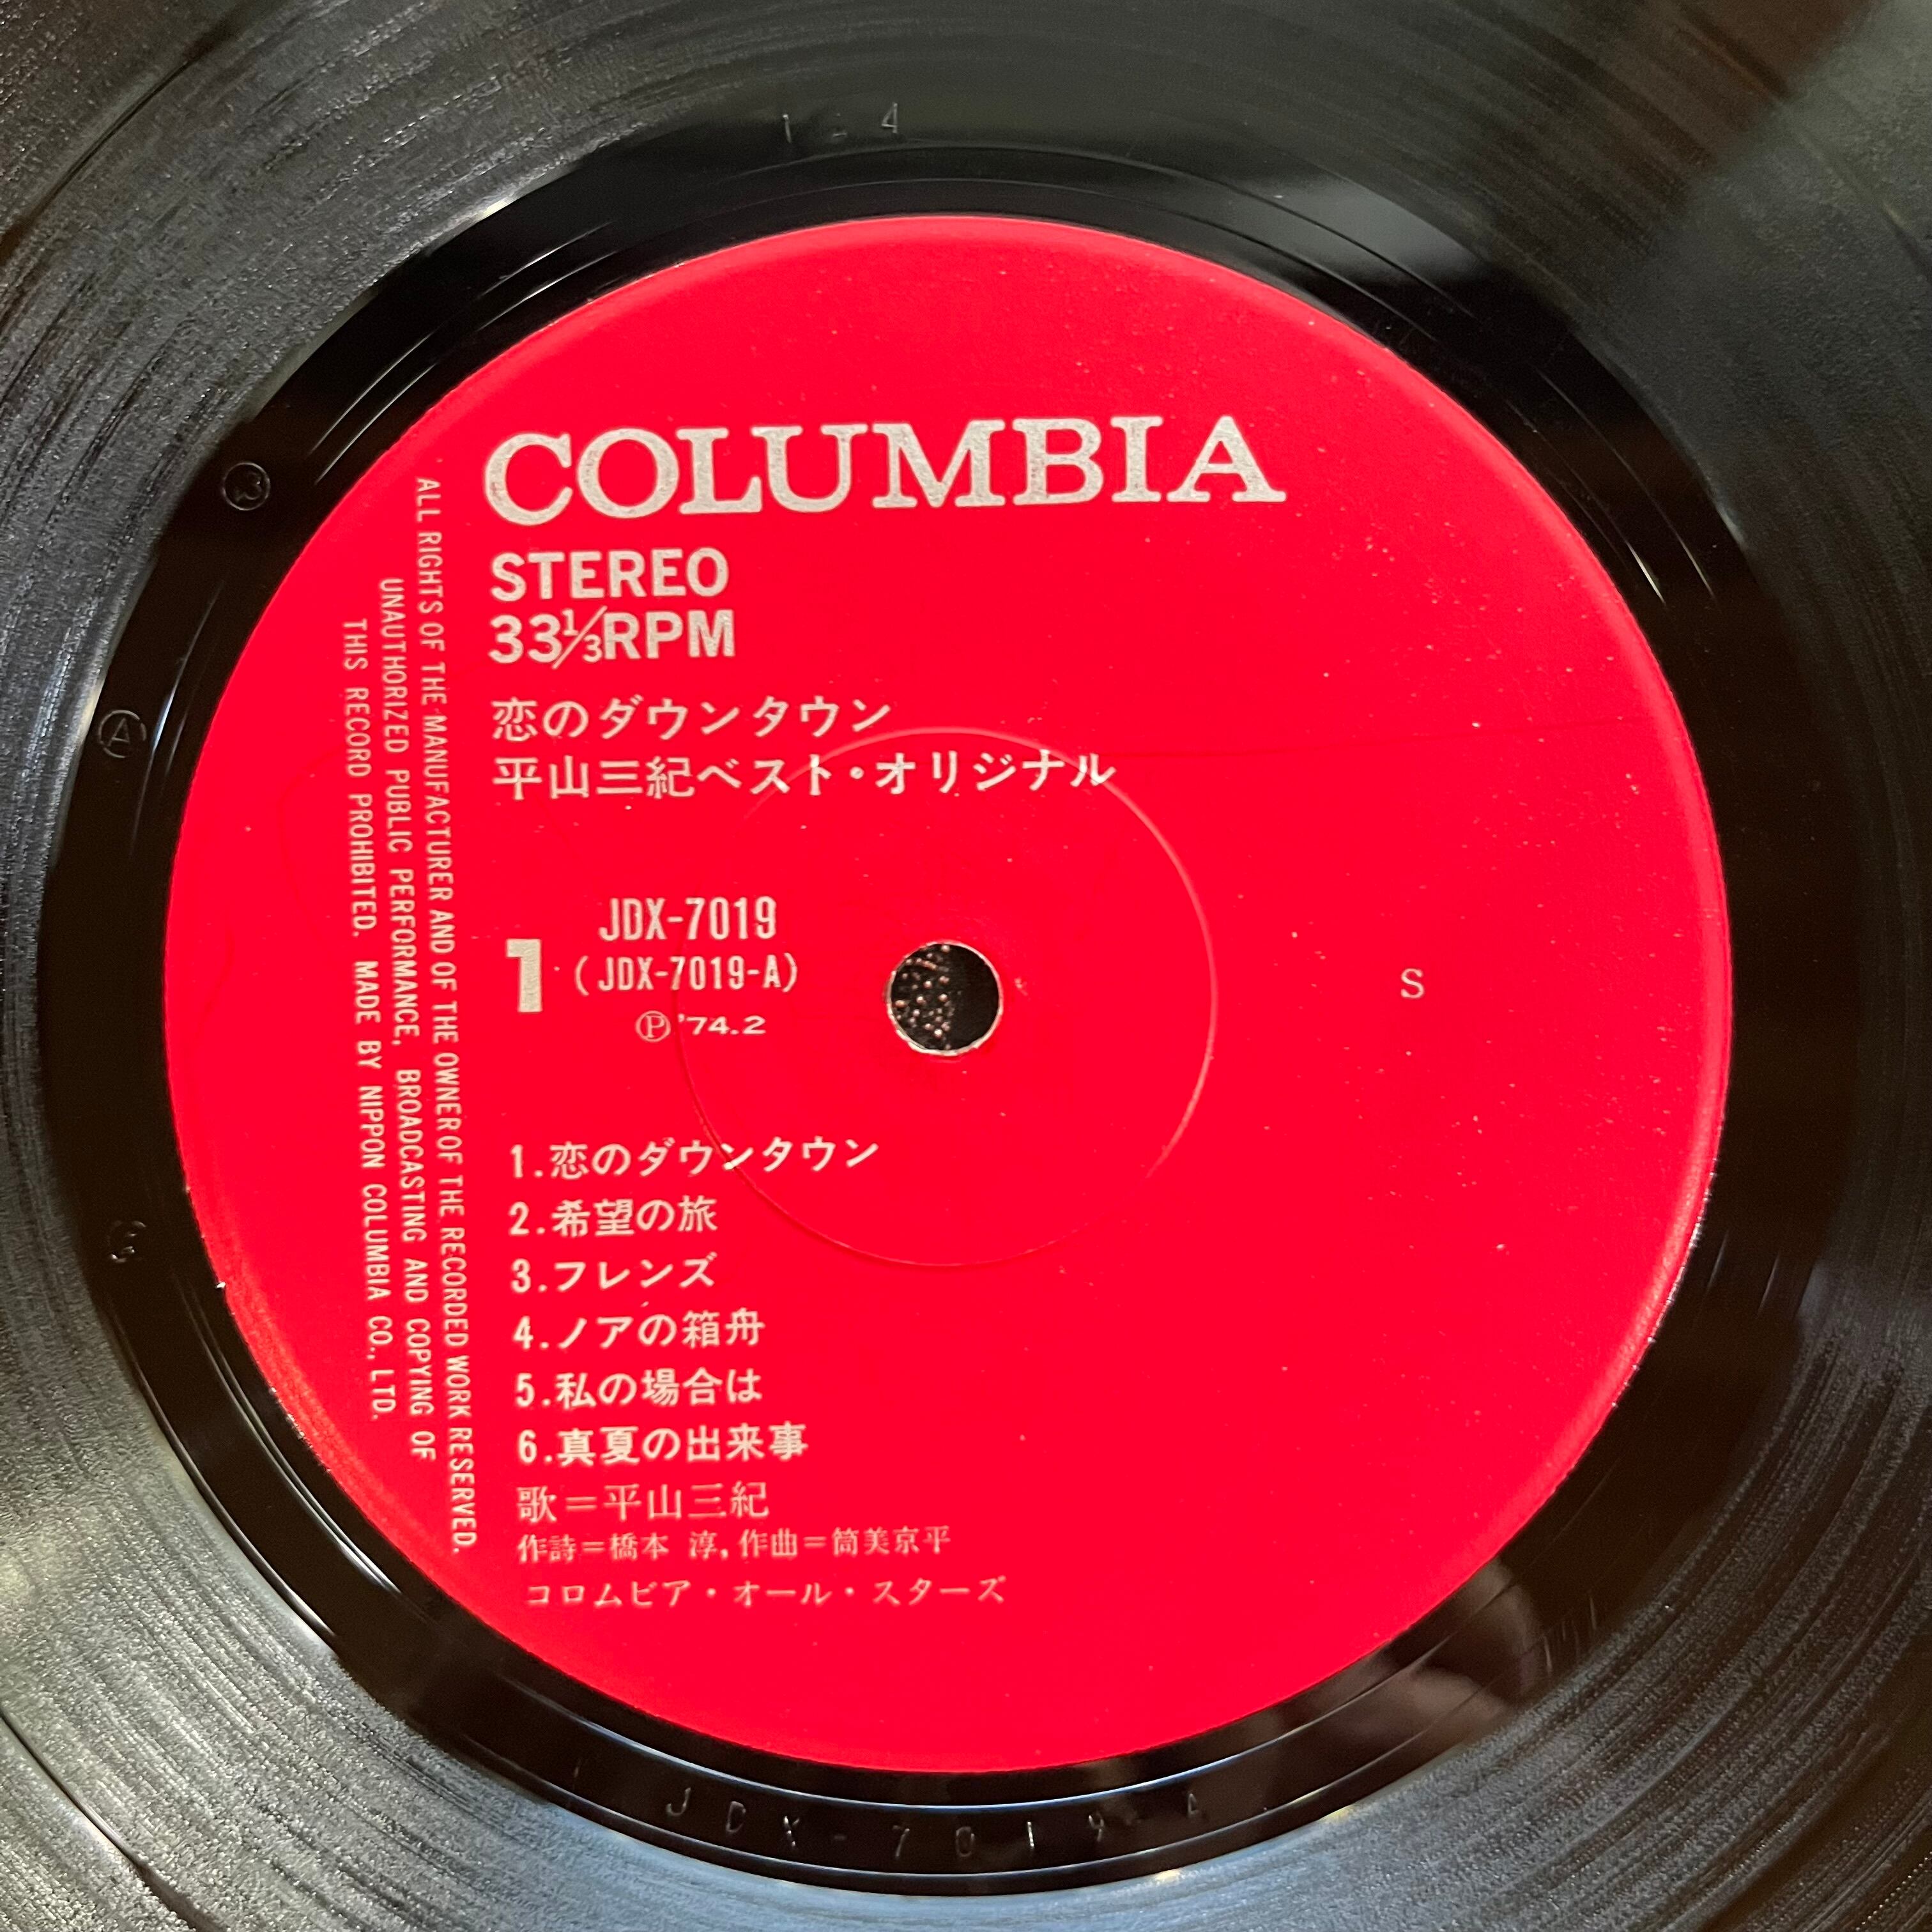 1-4
COLUMBIA
STEREO
33 1/3 RPM
恋のダウンタウン
平山三紀ベスト・オリジナル
JDX-7019
1 (JDX-7019-A)
Ⓟ'74.2
S
1.恋のダウンタウン
2.希望の旅
3.フレンズ
4.ノアの箱舟
5.私の場合は
6.真夏の出来事
歌=平山三紀
作詩=橋本 淳,作曲=筒美京平
コロムビア・オール・スターズ
ALL RIGHTS OF THE MANUFACTURER AND OF THE OWNER OF THE RECORDED WORK RESERVED.
UNAUTHORIZED PUBLIC PERFORMANCE, BROADCASTING AND COPYING OF
THIS RECORD PROHIBITED. MADE BY NIPPON COLUMBIA CO., LTD.
A
JDX-7019-A